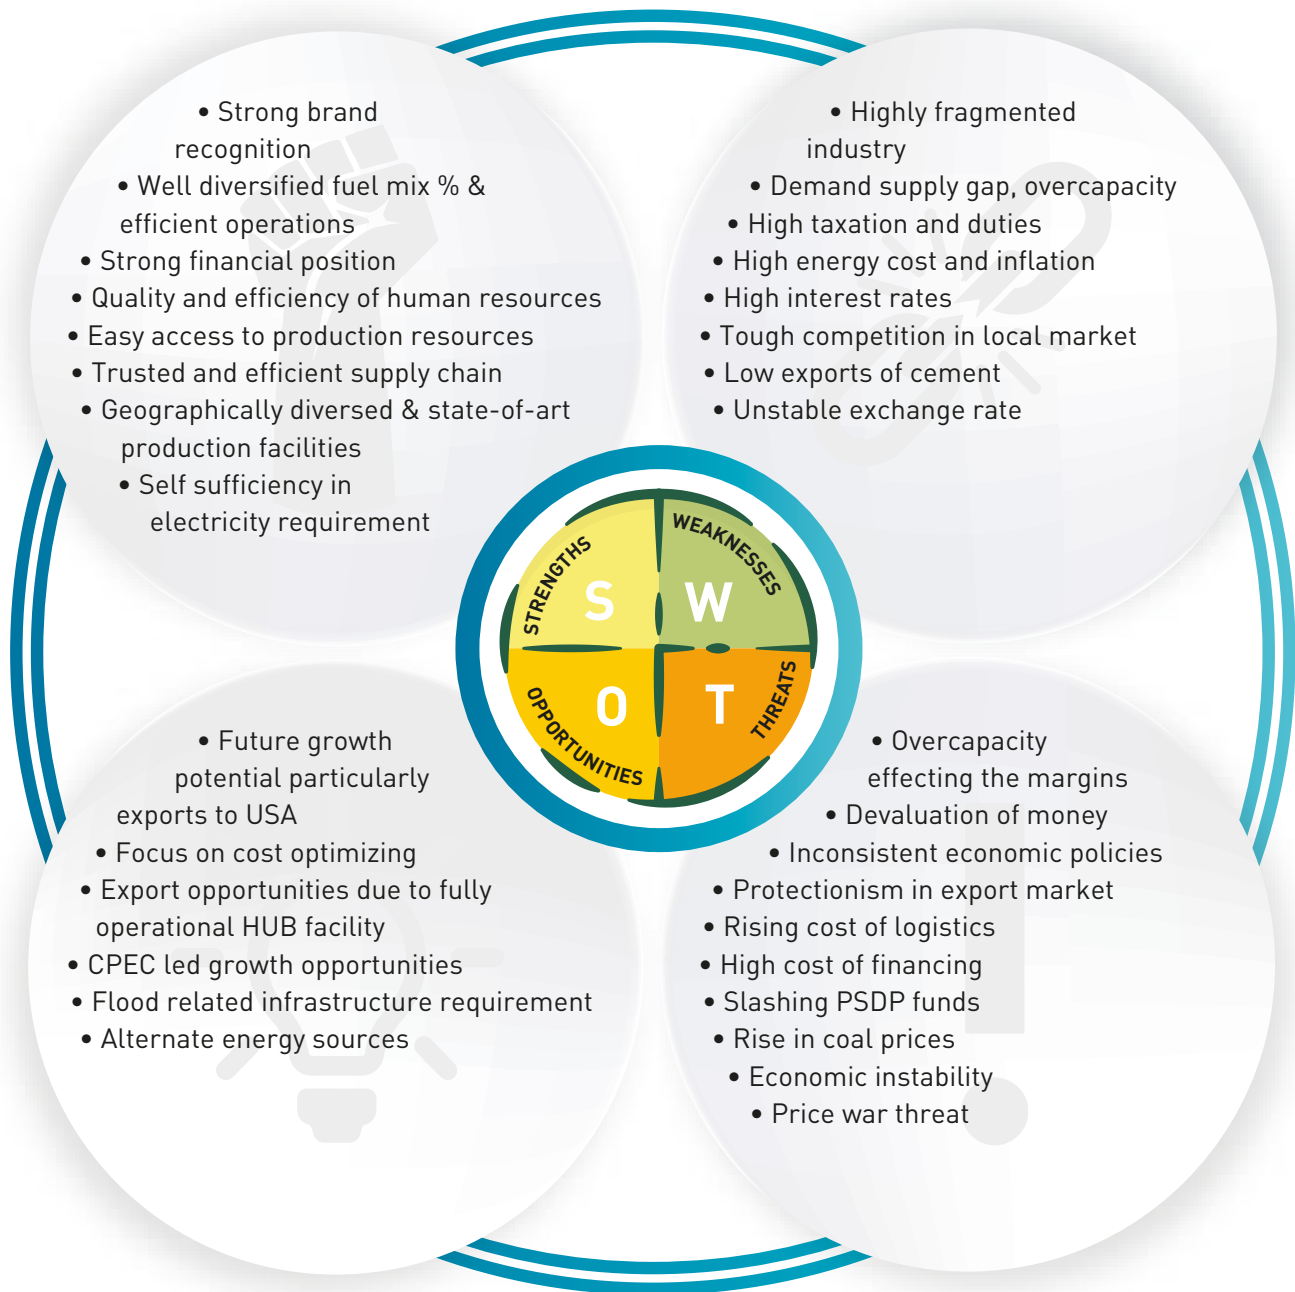 • Strong brand
recognition
• Well diversified fuel mix % &
efficient operations
• Strong financial position
• Quality and efficiency of human resources
• Easy access to production resources
• Trusted and efficient supply chain
• Geographically diversed & state-of-art
production facilities
• Self sufficiency in
electricity requirement
• Highly fragmented
industry
• Demand supply gap, overcapacity
• High taxation and duties
• High energy cost and inflation
• High interest rates
• Tough competition in local market
• Low exports of cement
• Unstable exchange rate
STRENGTHS
S
WEAKNESSES
W
OPPORTUNITIES
O
THREATS
T
• Future growth
potential particularly
exports to USA
• Focus on cost optimizing
• Export opportunities due to fully
operational HUB facility
• CPEC led growth opportunities
• Flood related infrastructure requirement
• Alternate energy sources
• Overcapacity
effecting the margins
• Devaluation of money
• Inconsistent economic policies
• Protectionism in export market
• Rising cost of logistics
• High cost of financing
• Slashing PSDP funds
• Rise in coal prices
• Economic instability
• Price war threat